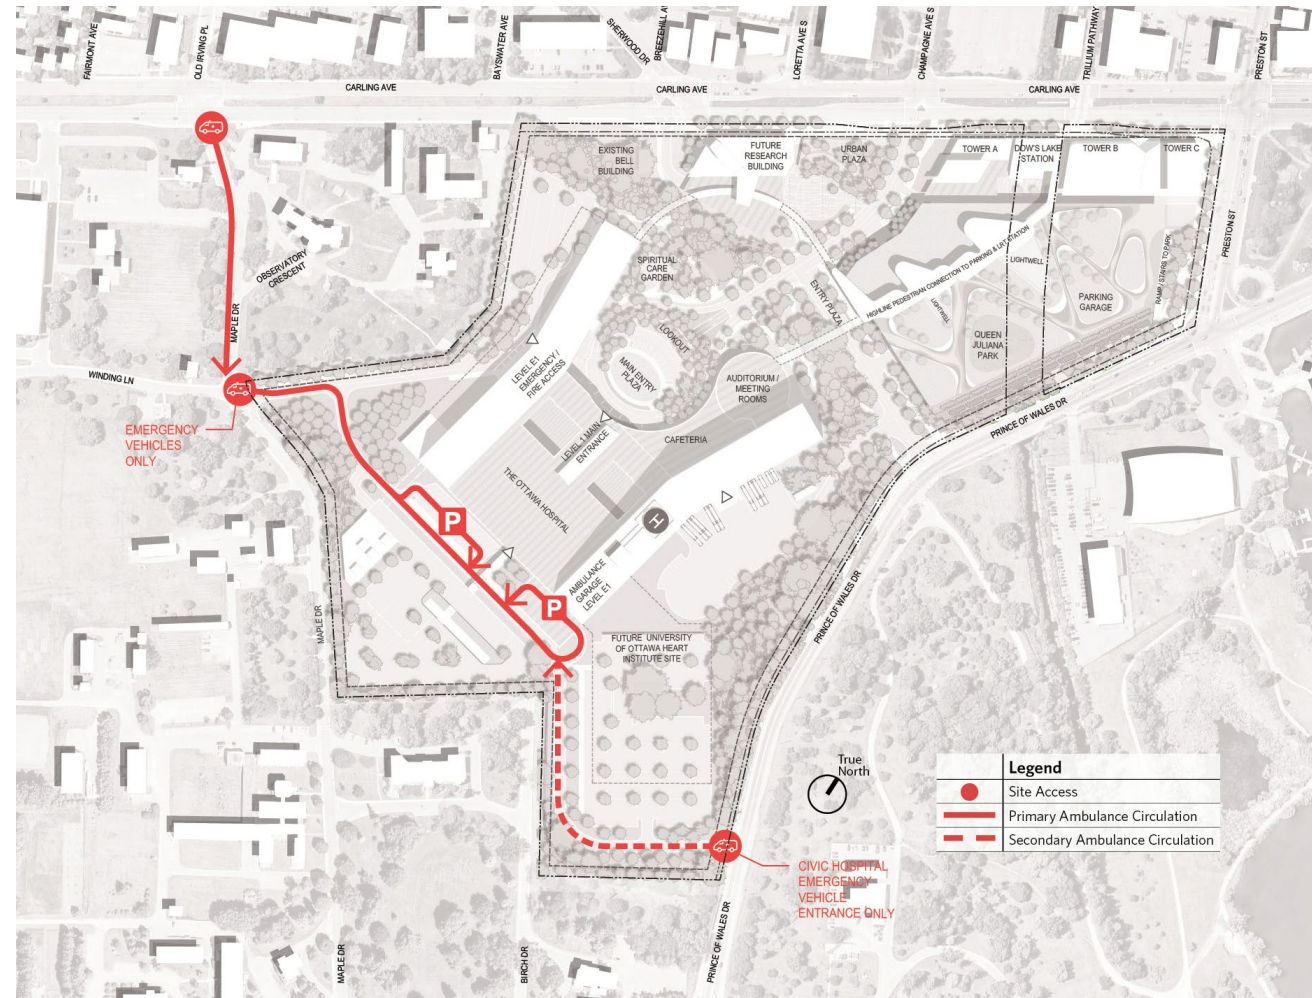 FAIRMONT AVE
OLD IRVING PL
BAYSWATER AVE
SHERWOOD DR
BREEZEHILL AV
LORETTA AVE S
CHAMPAGNE AVE S
TRILLIUM PATHWAY
PRESTON ST
CARLING AVE
CARLING AVE
CARLING AVE
EXISTING
BELL
BUILDING
FUTURE
RESEARCH
BUILDING
URBAN
PLAZA
TOWER A
DOW'S LAKE
STATION
TOWER B
TOWER C
PRESTON ST
OBSERVATORY
CRESCENT
SPIRITUAL
CARE
GARDEN
ENTRY PLAZA
HIGHLINE PEDESTRIAN CONNECTION TO PARKING & LRT STATION
LIGHTWELL
LIGHTWELL
RAMP / STAIRS TO PARK
PARKING
GARAGE
QUEEN
JULIANA
PARK
MAPLE DR
WINDING LN
LOOKOUT
MAIN ENTRY
PLAZA
LEVEL E1
EMERGENCY /
FIRE ACCESS
AUDITORIUM /
MEETING
ROOMS
LEVEL 1 MAIN
ENTRANCE
CAFETERIA
PRINCE OF WALES DR
EMERGENCY
VEHICLES
ONLY
THE OTTAWA HOSPITAL
P
H
AMBULANCE
GARAGE
LEVEL E1
P
PRINCE OF WALES DR
MAPLE DR
FUTURE UNIVERSITY
OF OTTAWA HEART
INSTITUTE SITE
True
North
Legend
Site Access
Primary Ambulance Circulation
Secondary Ambulance Circulation
CIVIC HOSPITAL
EMERGENCY
VEHICLE
ENTRANCE ONLY
MAPLE DR
BIRCH DR
PRINCE OF WALES DR